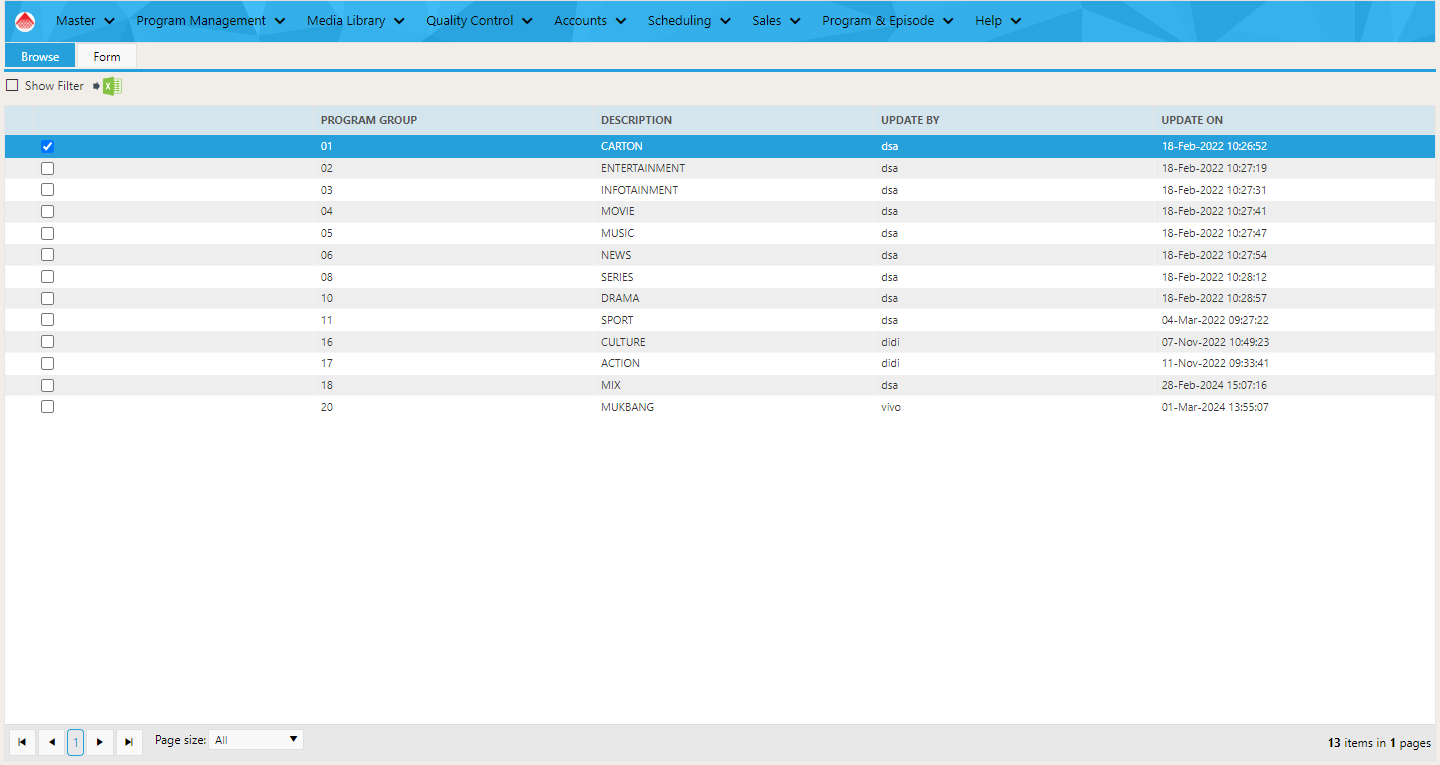 Master Program Management Media Library Quality Control Accounts Scheduling Sales Program & Episode Help
Browse Form
Show Filter
PROGRAM GROUP DESCRIPTION UPDATE BY UPDATE ON
01 CARTON dsa 18-Feb-2022 10:26:52
02 ENTERTAINMENT dsa 18-Feb-2022 10:27:19
03 INFOTAINMENT dsa 18-Feb-2022 10:27:31
04 MOVIE dsa 18-Feb-2022 10:27:41
05 MUSIC dsa 18-Feb-2022 10:27:47
06 NEWS dsa 18-Feb-2022 10:27:54
08 SERIES dsa 18-Feb-2022 10:28:12
10 DRAMA dsa 18-Feb-2022 10:28:57
11 SPORT dsa 04-Mar-2022 09:27:22
16 CULTURE didi 07-Nov-2022 10:49:23
17 ACTION didi 11-Nov-2022 09:33:41
18 MIX dsa 28-Feb-2024 15:07:16
20 MUKBANG vivo 01-Mar-2024 13:55:07
1 Page size: All 13 items in 1 pages